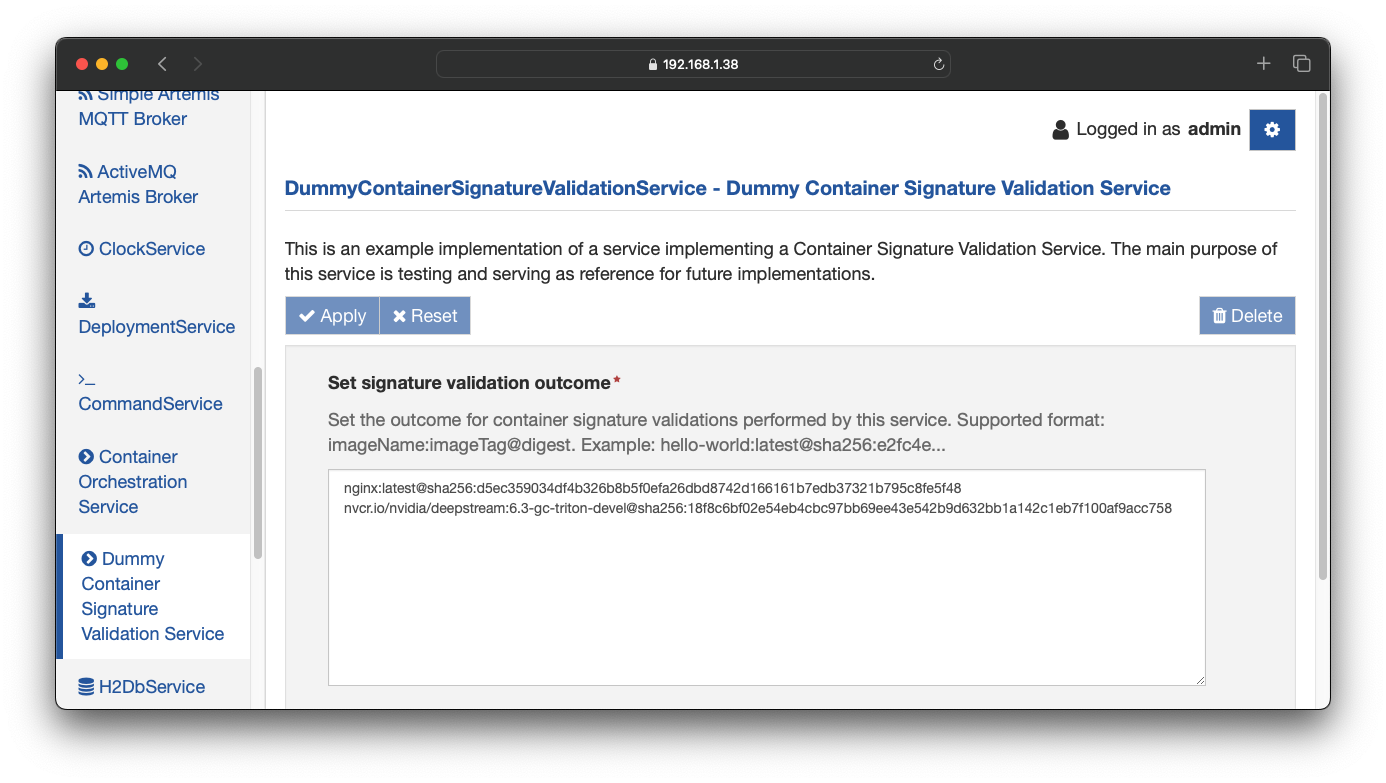 192.168.1.38
Simple Artemis
MQTT Broker
ActiveMQ
Artemis Broker
ClockService
DeploymentService
CommandService
Container
Orchestration
Service
Dummy
Container
Signature
Validation Service
H2DbService
Logged in as admin
DummyContainerSignatureValidationService - Dummy Container Signature Validation Service
This is an example implementation of a service implementing a Container Signature Validation Service. The main purpose of
this service is testing and serving as reference for future implementations.
Apply Reset Delete
Set signature validation outcome*
Set the outcome for container signature validations performed by this service. Supported format:
imageName:imageTag@digest. Example: hello-world:latest@sha256:e2fc4e...
nginx:latest@sha256:d5ec359034df4b326b8b5f0efa26dbd8742d166161b7edb37321b795c8fe5f48
nvcr.io/nvidia/deepstream:6.3-gc-triton-devel@sha256:18f8c6bf02e54eb4cbc97bb69ee43e542b9d632bb1a142c1eb7f100af9acc758